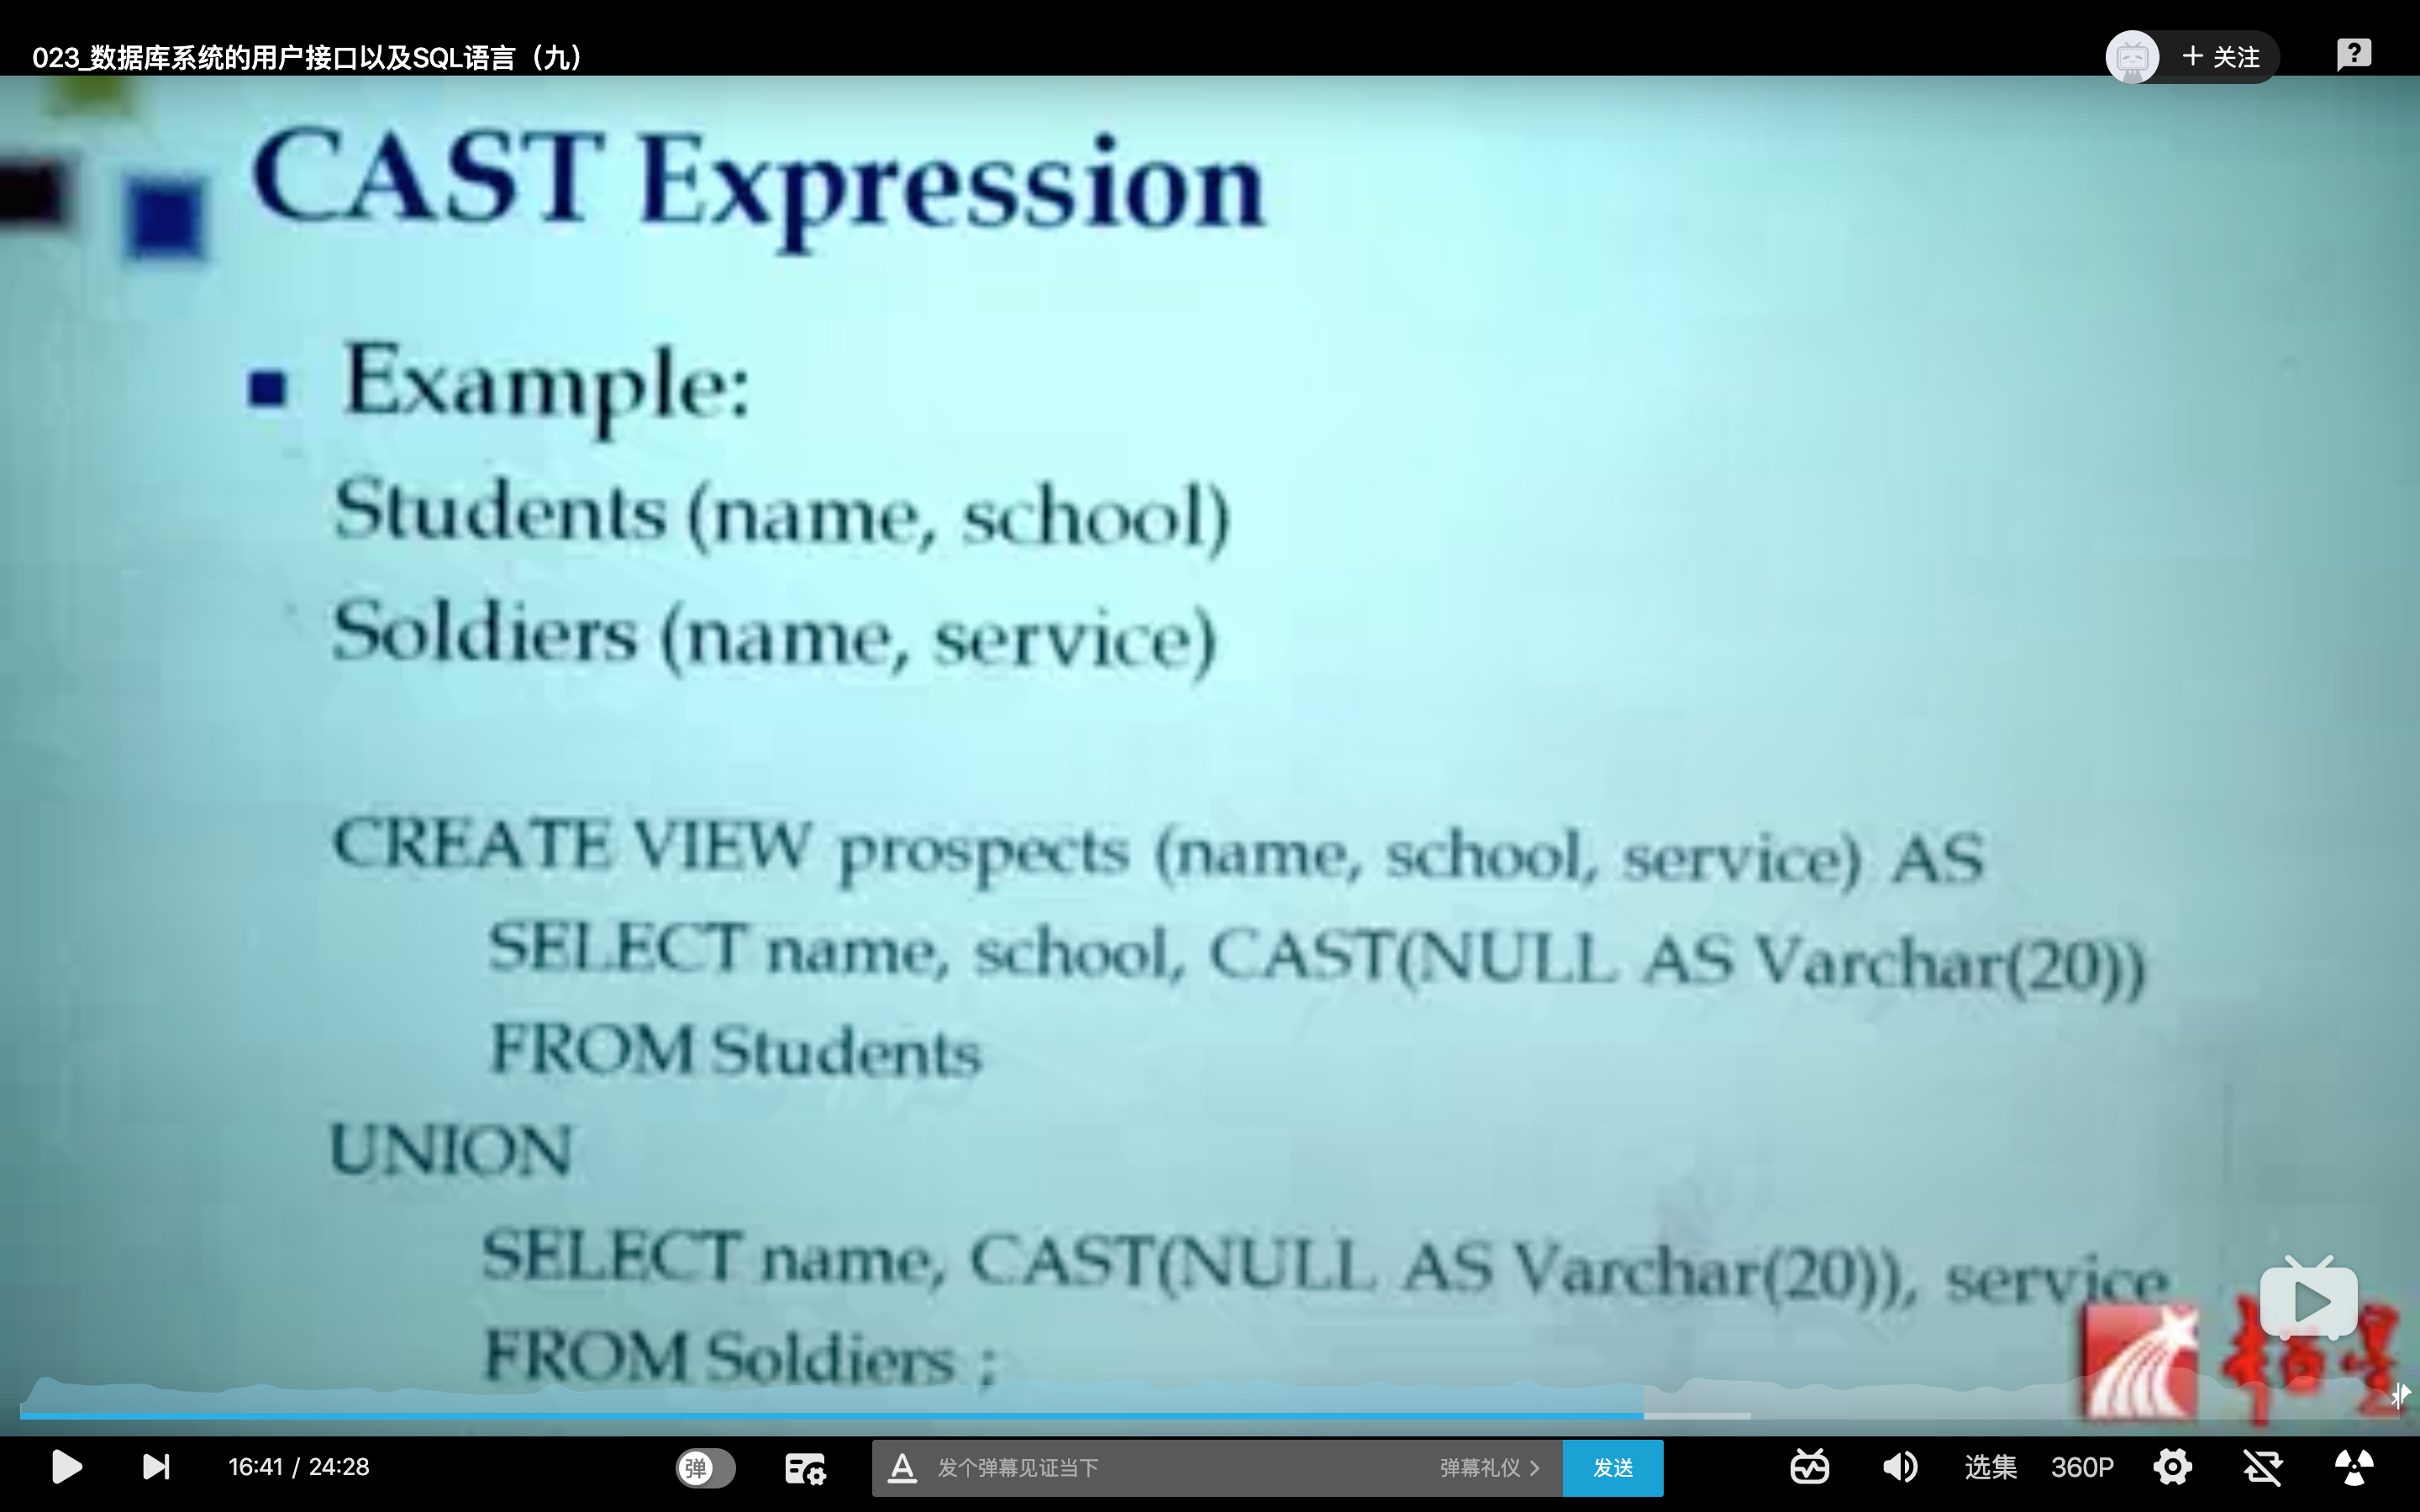 023_数据库系统的用户接口以及SQL语言（九）
+ 关注
CAST Expression
Example:
Students (name, school)
Soldiers (name, service)
CREATE VIEW prospects (name, school, service) AS
SELECT name, school, CAST(NULL AS Varchar(20))
FROM Students
UNION
SELECT name, CAST(NULL AS Varchar(20)), service
FROM Soldiers ;
16:41 / 24:28
弹
发个弹幕见证当下
弹幕礼仪 >
发送
选集
360P